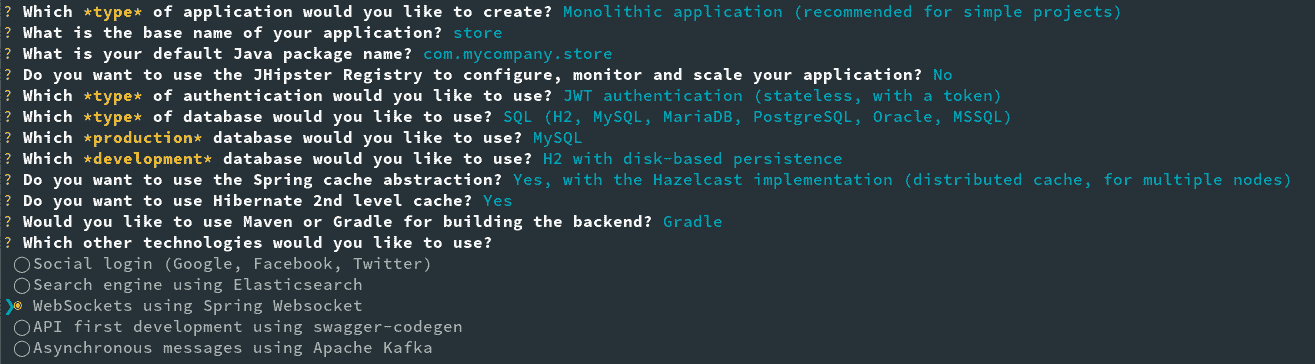 ? Which *type* of application would you like to create? Monolithic application (recommended for simple projects)
? What is the base name of your application? store
? What is your default Java package name? com.mycompany.store
? Do you want to use the JHipster Registry to configure, monitor and scale your application? No
? Which *type* of authentication would you like to use? JWT authentication (stateless, with a token)
? Which *type* of database would you like to use? SQL (H2, MySQL, MariaDB, PostgreSQL, Oracle, MSSQL)
? Which *production* database would you like to use? MySQL
? Which *development* database would you like to use? H2 with disk-based persistence
? Do you want to use the Spring cache abstraction? Yes, with the Hazelcast implementation (distributed cache, for multiple nodes)
? Do you want to use Hibernate 2nd level cache? Yes
? Would you like to use Maven or Gradle for building the backend? Gradle
? Which other technologies would you like to use?
◯Social login (Google, Facebook, Twitter)
◯Search engine using Elasticsearch
❯◉ WebSockets using Spring Websocket
◯API first development using swagger-codegen
◯Asynchronous messages using Apache Kafka